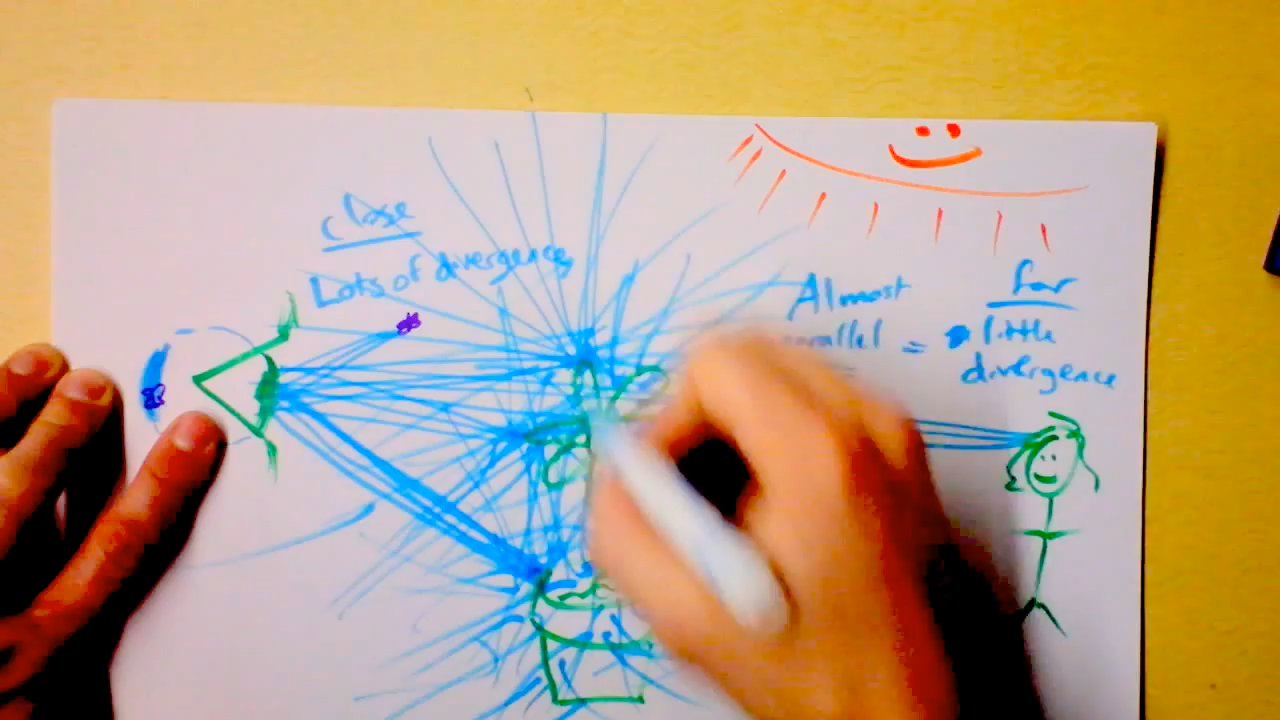 close
Lots of divergence
far
Almost
parallel = little
divergence